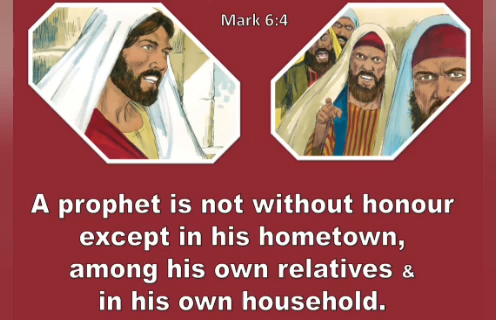 Mark 6:4
A prophet is not without honour
except in his hometown,
among his own relatives &
in his own household.